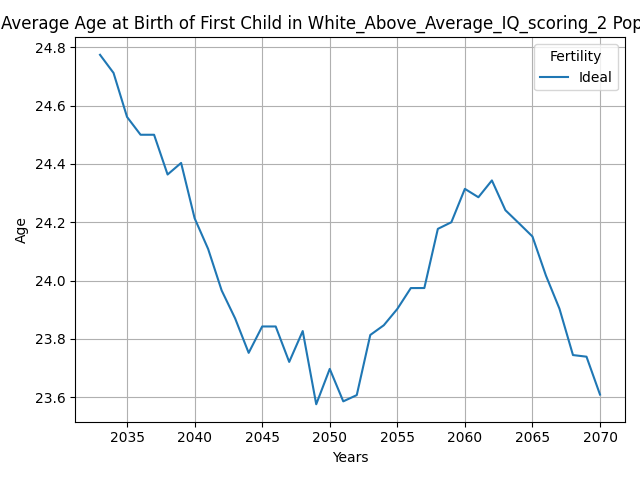 Average Age at Birth of First Child in White_Above_Average_IQ_scoring_2 Pop
Fertility
Ideal
24.8
24.6
24.4
24.2
24.0
23.8
23.6
Age
2035 2040 2045 2050 2055 2060 2065 2070
Years